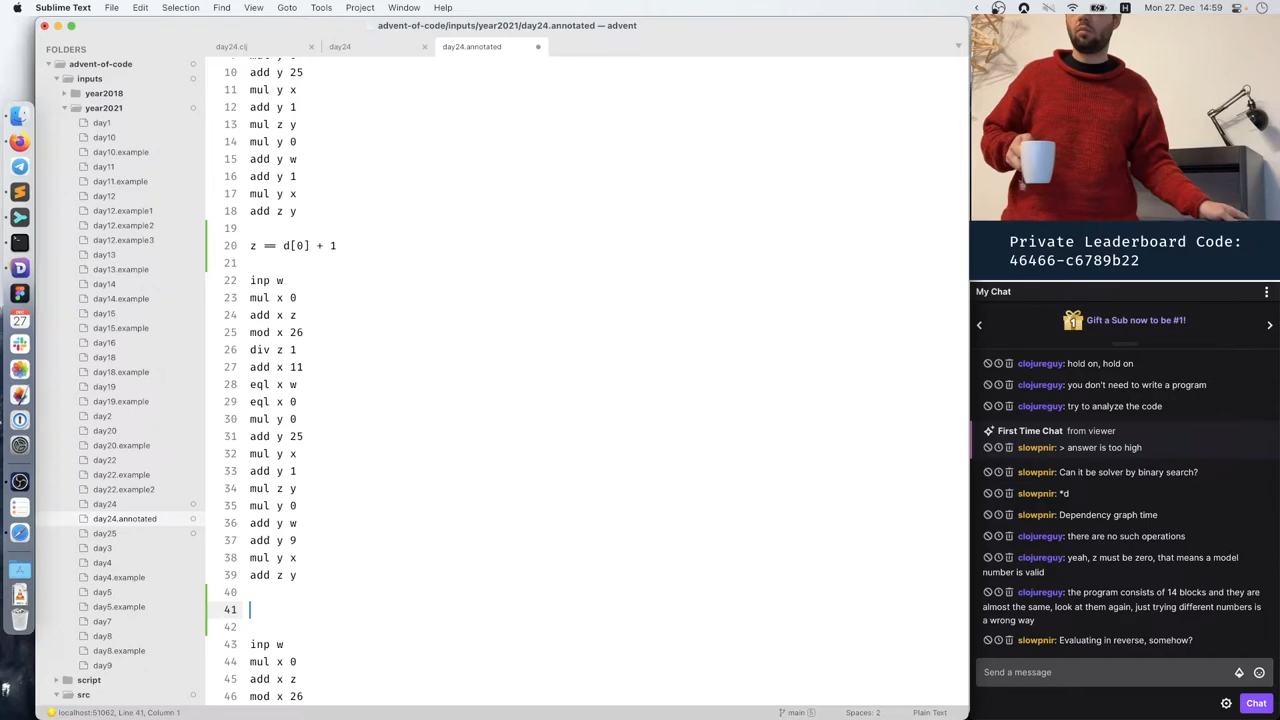 Sublime Text File Edit Selection Find View Goto Tools Project Window Help
Mon 27. Dec 14:59
advent-of-code/inputs/year2021/day24.annotated — advent
FOLDERS
advent-of-code
inputs
year2018
year2021
day1
day10
day10.example
day11
day11.example
day12
day12.example1
day12.example2
day12.example3
day13
day13.example
day14
day14.example
day15
day15.example
day16
day18
day18.example
day19
day19.example
day2
day20
day20.example
day22
day22.example
day22.example2
day24
day24.annotated
day25
day3
day4
day4.example
day5
day5.example
day7
day8
day8.example
day9
script
src
day24.clj
day24
day24.annotated
10 add y 25
11 mul y x
12 add y 1
13 mul z y
14 mul y 0
15 add y w
16 add y 1
17 mul y x
18 add z y
19
20 z == d[0] + 1
21
22 inp w
23 mul x 0
24 add x z
25 mod x 26
26 div z 1
27 add x 11
28 eql x w
29 eql x 0
30 mul y 0
31 add y 25
32 mul y x
33 add y 1
34 mul z y
35 mul y 0
36 add y w
37 add y 9
38 mul y x
39 add z y
40
41
42
43 inp w
44 mul x 0
45 add x z
46 mod x 26
localhost:51062, Line 41, Column 1
main 5
Spaces: 2
Plain Text
Private Leaderboard Code:
46466-c6789b22
My Chat
Gift a Sub now to be #1!
clojureguy: hold on, hold on
clojureguy: you don't need to write a program
clojureguy: try to analyze the code
First Time Chat from viewer
slowpnir: > answer is too high
slowpnir: Can it be solver by binary search?
slowpnir: *d
slowpnir: Dependency graph time
clojureguy: there are no such operations
clojureguy: yeah, z must be zero, that means a model
number is valid
clojureguy: the program consists of 14 blocks and they are
almost the same, look at them again, just trying different numbers is
a wrong way
slowpnir: Evaluating in reverse, somehow?
Send a message
Chat